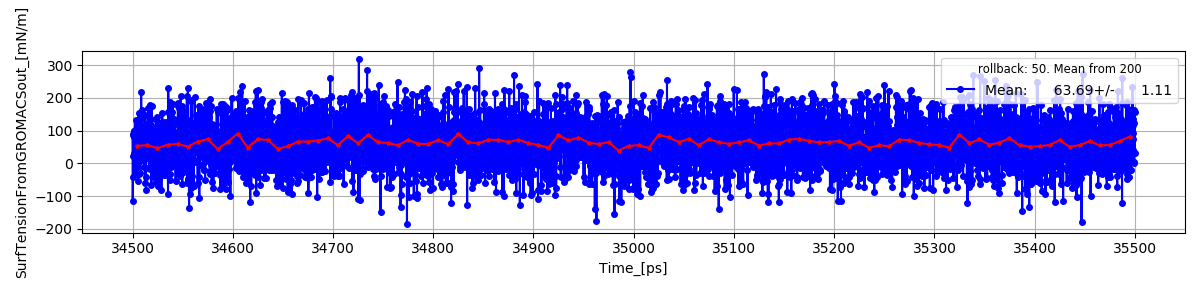 SurfTensionFromGROMACSout_[mN/m]
300
200
100
0
−100
−200
rollback: 50. Mean from 200
Mean: 63.69+/- 1.11
34500 34600 34700 34800 34900 35000 35100 35200 35300 35400 35500
Time_[ps]